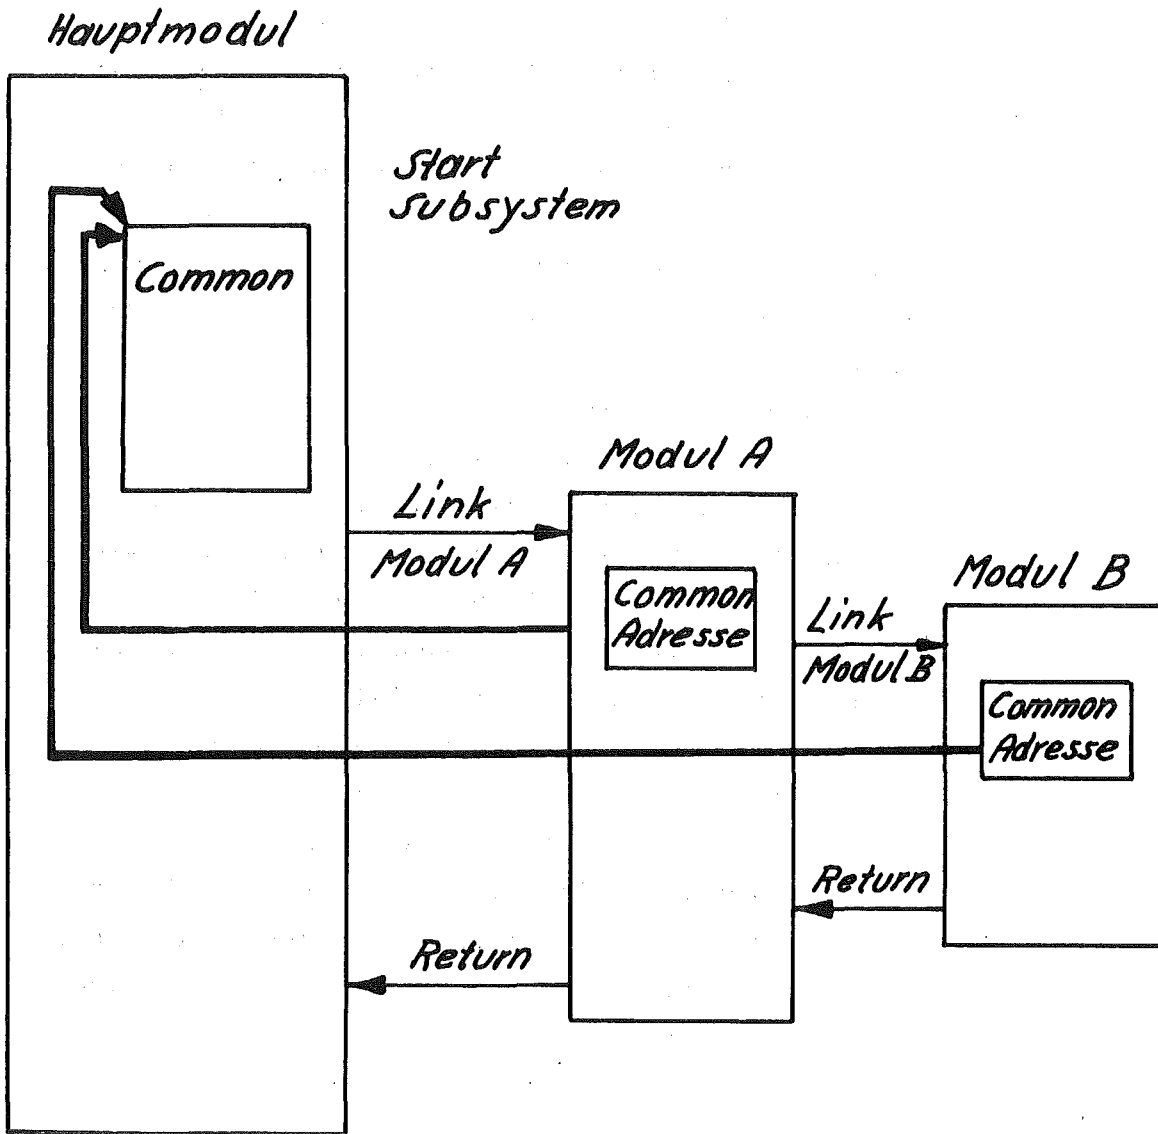 Hauptmodul
Start
Subsystem
Common
Modul A
Link
Modul A
Common
Adresse
Modul B
Link
Modul B
Common
Adresse
Return
Return